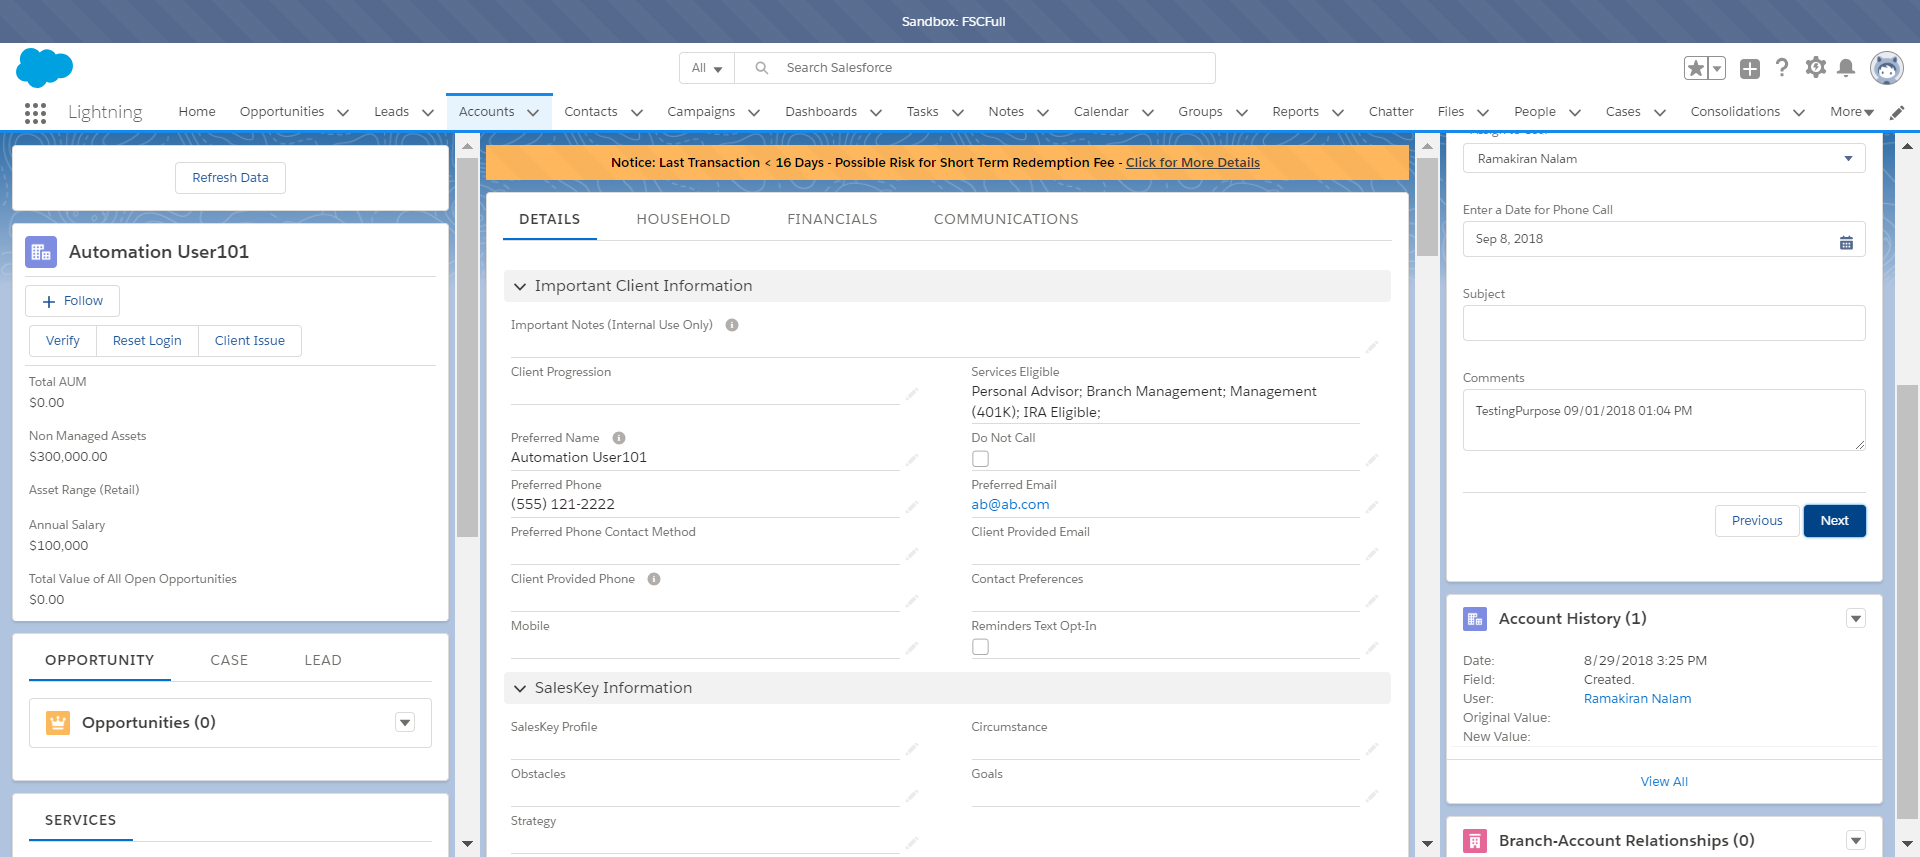 Sandbox: FSCFull
All
Search Salesforce
Lightning
Home
Opportunities
Leads
Accounts
Contacts
Campaigns
Dashboards
Tasks
Notes
Calendar
Groups
Reports
Chatter
Files
People
Cases
Consolidations
More
Refresh Data
Automation User101
Follow
Verify
Reset Login
Client Issue
Total AUM
$0.00
Non Managed Assets
$300,000.00
Asset Range (Retail)
Annual Salary
$100,000
Total Value of All Open Opportunities
$0.00
OPPORTUNITY
CASE
LEAD
Opportunities (0)
SERVICES
Notice: Last Transaction < 16 Days - Possible Risk for Short Term Redemption Fee - Click for More Details
DETAILS
HOUSEHOLD
FINANCIALS
COMMUNICATIONS
Important Client Information
Important Notes (Internal Use Only)
Client Progression
Services Eligible
Personal Advisor; Branch Management; Management
(401K); IRA Eligible;
Preferred Name
Automation User101
Do Not Call
Preferred Phone
(555) 121-2222
Preferred Email
ab@ab.com
Preferred Phone Contact Method
Client Provided Email
Client Provided Phone
Contact Preferences
Mobile
Reminders Text Opt-In
SalesKey Information
SalesKey Profile
Circumstance
Obstacles
Goals
Strategy
Ramakiran Nalam
Enter a Date for Phone Call
Sep 8, 2018
Subject
Comments
TestingPurpose 09/01/2018 01:04 PM
Previous
Next
Account History (1)
Date: 8/29/2018 3:25 PM
Field: Created.
User: Ramakiran Nalam
Original Value:
New Value:
View All
Branch-Account Relationships (0)